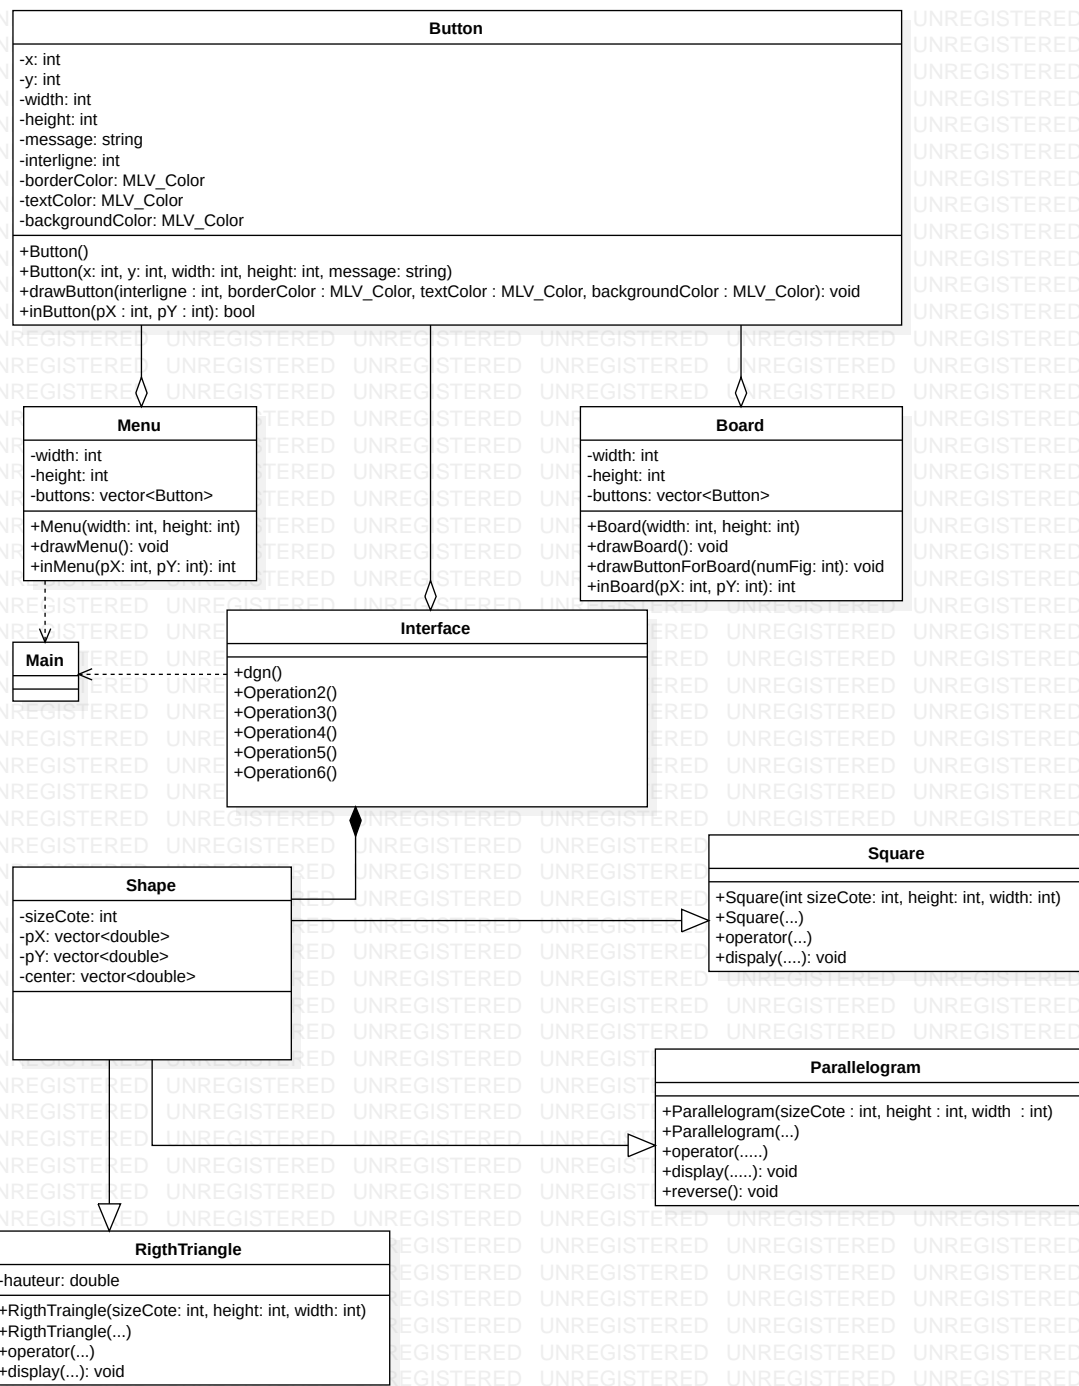 Button
-x: int
-y: int
-width: int
-height: int
-message: string
-interligne: int
-borderColor: MLV_Color
-textColor: MLV_Color
-backgroundColor: MLV_Color
+Button()
+Button(x: int, y: int, width: int, height: int, message: string)
+drawButton(interligne : int, borderColor : MLV_Color, textColor : MLV_Color, backgroundColor : MLV_Color): void
+inButton(pX : int, pY : int): bool
Menu
-width: int
-height: int
-buttons: vector<Button>
+Menu(width: int, height: int)
+drawMenu(): void
+inMenu(pX: int, pY: int): int
Board
-width: int
-height: int
-buttons: vector<Button>
+Board(width: int, height: int)
+drawBoard(): void
+drawButtonForBoard(numFig: int): void
+inBoard(pX: int, pY: int): int
Main
Interface
+dgn()
+Operation2()
+Operation3()
+Operation4()
+Operation5()
+Operation6()
Shape
-sizeCote: int
-pX: vector<double>
-pY: vector<double>
-center: vector<double>
Square
+Square(int sizeCote: int, height: int, width: int)
+Square(...)
+operator(...)
+dispaly(....): void
Parallelogram
+Parallelogram(sizeCote : int, height : int, width  : int)
+Parallelogram(...)
+operator(.....)
+display(.....): void
+reverse(): void
RigthTriangle
-hauteur: double
+RigthTraingle(sizeCote: int, height: int, width: int)
+RigthTriangle(...)
+operator(...)
+display(...): void
UNREGISTERED